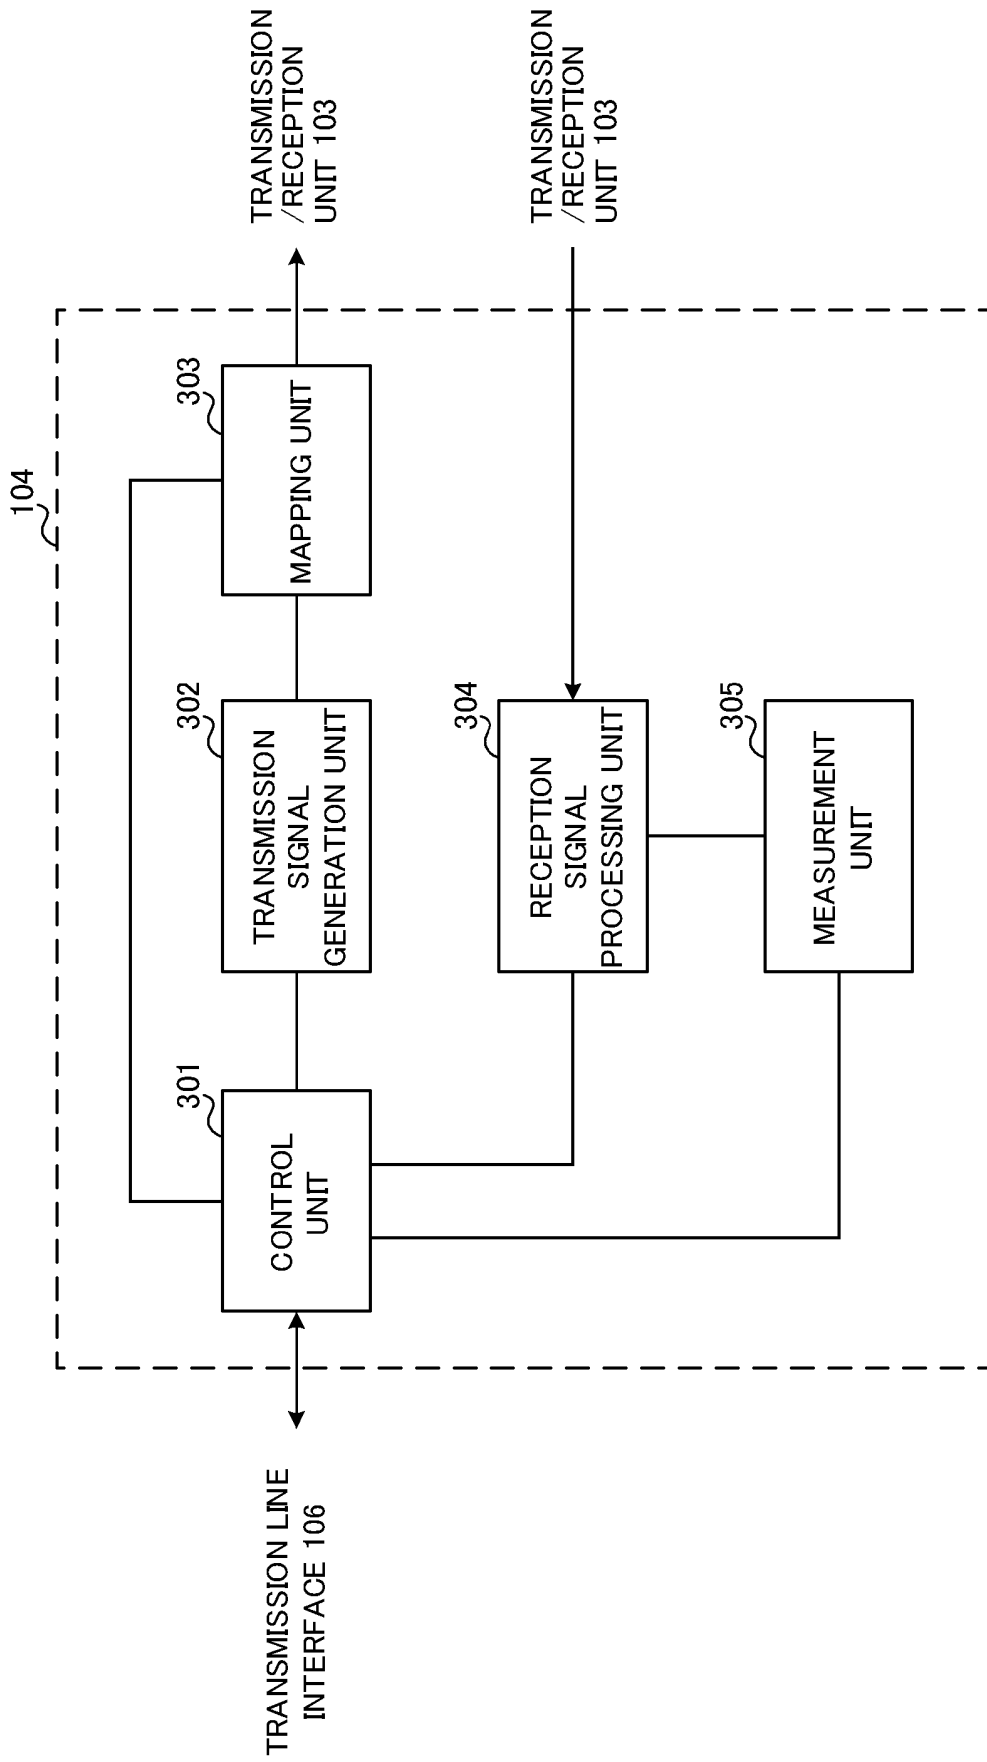 104
TRANSMISSION LINE
INTERFACE 106
301
CONTROL
UNIT
302
TRANSMISSION
SIGNAL
GENERATION UNIT
303
MAPPING UNIT
TRANSMISSION
/RECEPTION
UNIT 103
304
RECEPTION
SIGNAL
PROCESSING UNIT
TRANSMISSION
/RECEPTION
UNIT 103
305
MEASUREMENT
UNIT